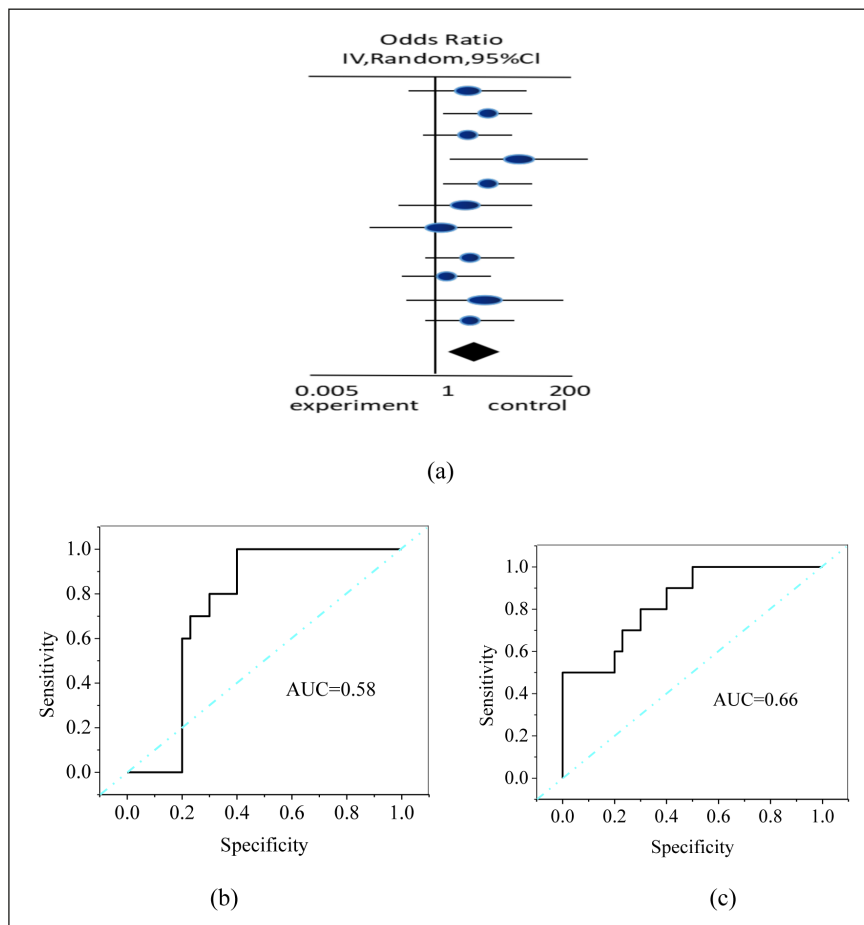 Odds Ratio
IV,Random,95%CI
0.005 1 200
experiment control
(a)
1.0
0.8
0.6
0.4
0.2
0.0
Sensitivity
AUC=0.58
0.0 0.2 0.4 0.6 0.8 1.0
Specificity
(b)
1.0
0.8
0.6
0.4
0.2
0.0
Sensitivity
AUC=0.66
0.0 0.2 0.4 0.6 0.8 1.0
Specificity
(c)